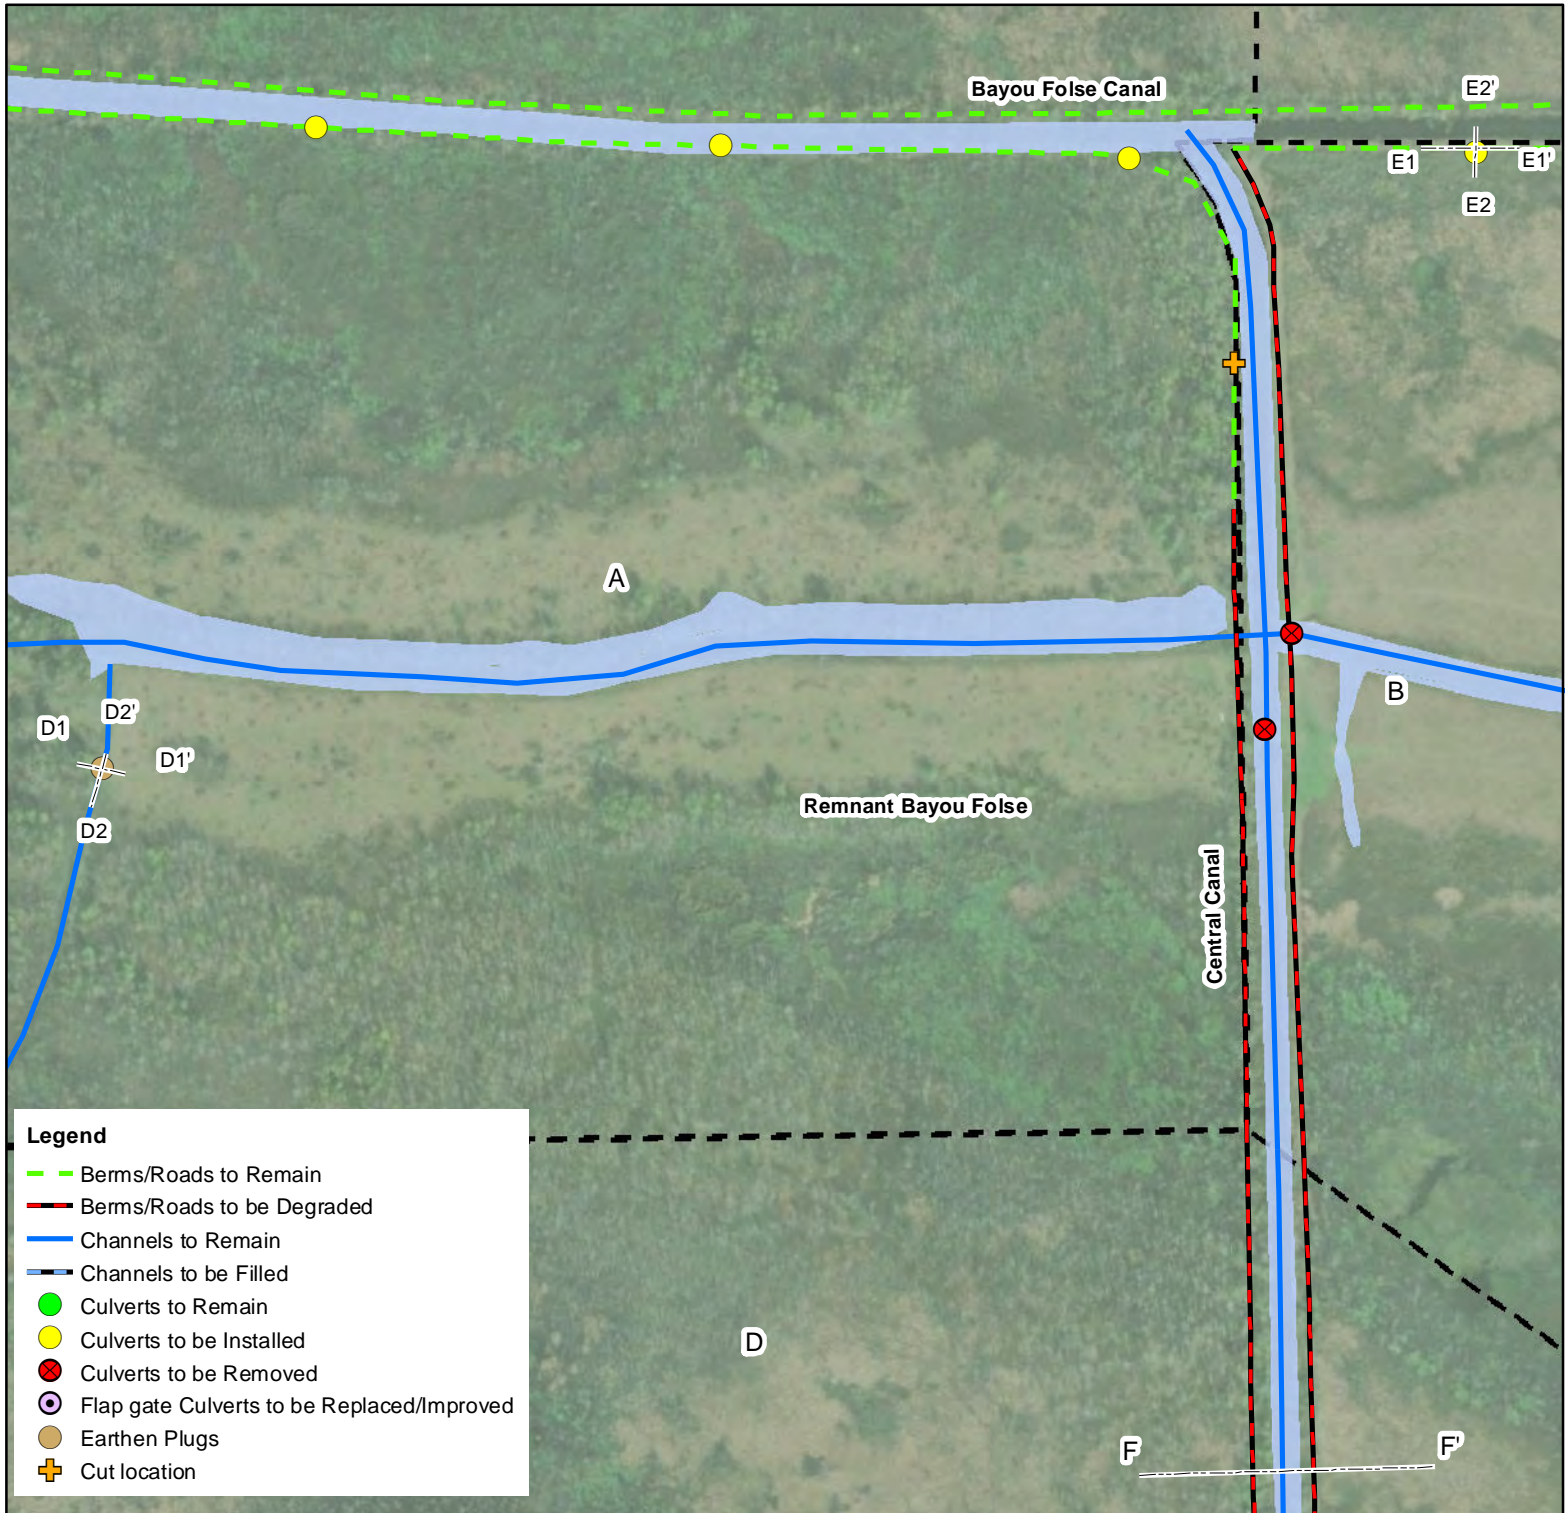 Bayou Folse Canal
E2'
E1
E1'
E2
A
D1
D2'
D1'
D2
B
Remnant Bayou Folse
Central Canal
Legend
Berms/Roads to Remain
Berms/Roads to be Degraded
Channels to Remain
Channels to be Filled
Culverts to Remain
Culverts to be Installed
Culverts to be Removed
Flap gate Culverts to be Replaced/Improved
Earthen Plugs
Cut location
D
F
F'